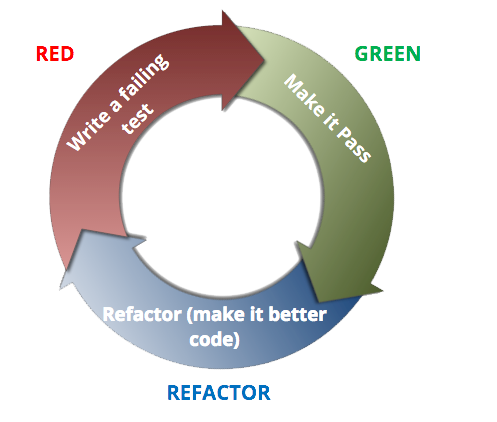 RED
GREEN
Write a failing
test
Make it Pass
Refactor (make it better
code)
REFACTOR